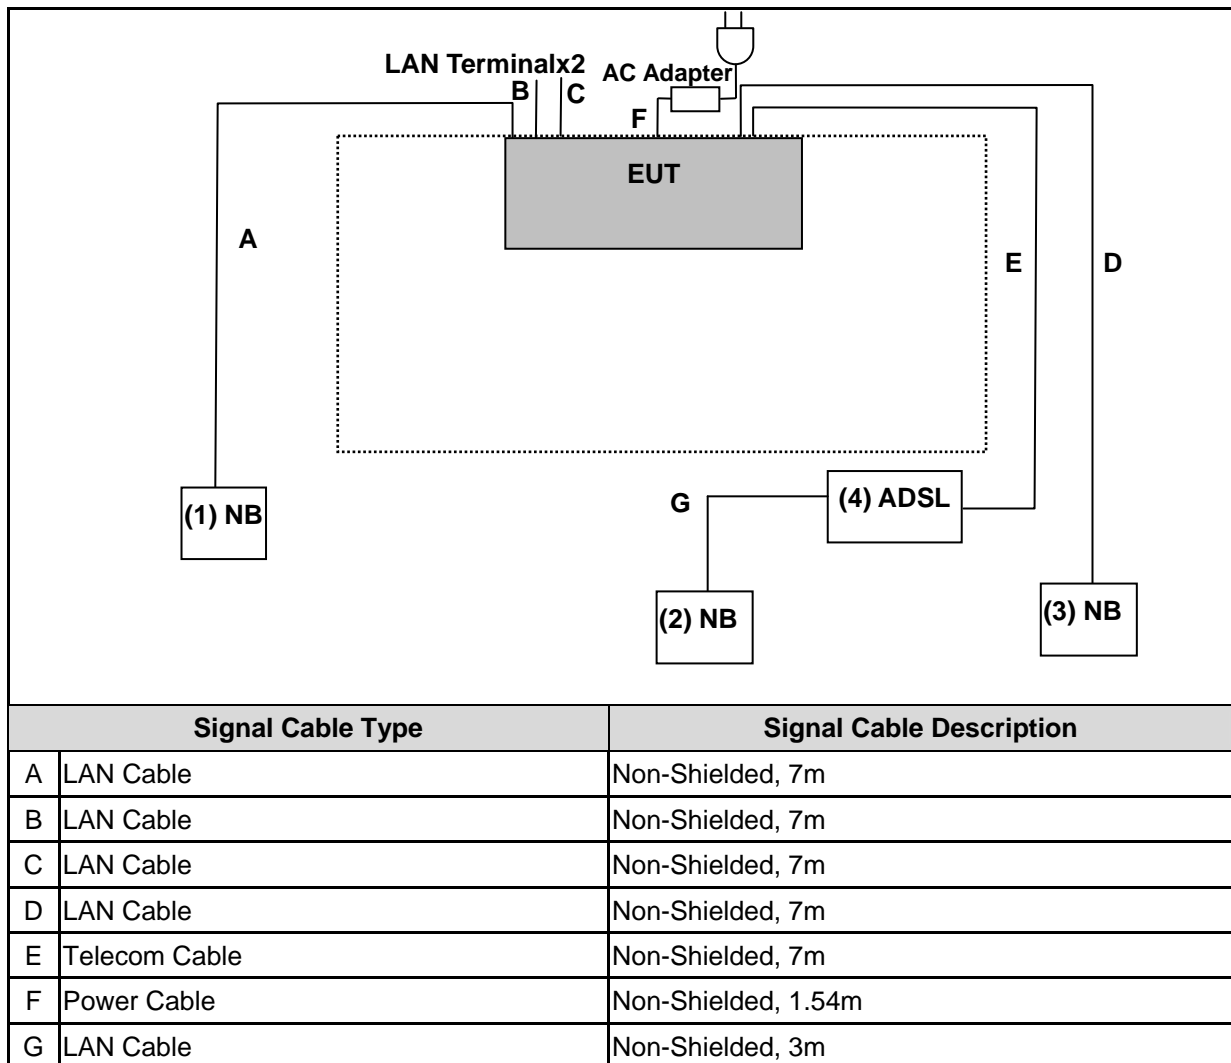 LAN Terminalx2
AC Adapter
B
C
F
EUT
A
E
D
G
(4) ADSL
(1) NB
(2) NB
(3) NB
Signal Cable Type Signal Cable Description
A LAN Cable Non-Shielded, 7m
B LAN Cable Non-Shielded, 7m
C LAN Cable Non-Shielded, 7m
D LAN Cable Non-Shielded, 7m
E Telecom Cable Non-Shielded, 7m
F Power Cable Non-Shielded, 1.54m
G LAN Cable Non-Shielded, 3m